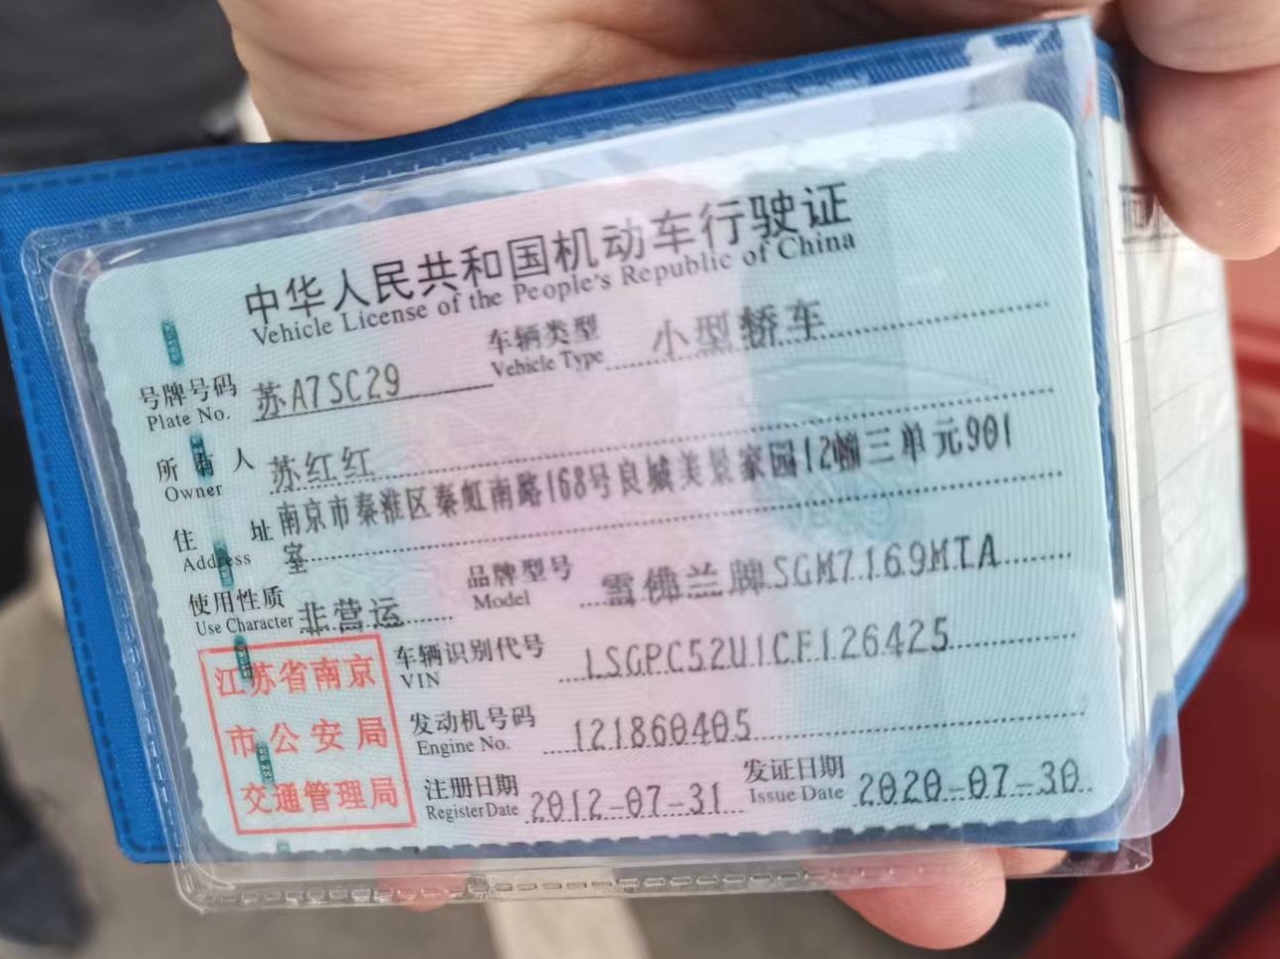 中华人民共和国机动车行驶证
Vehicle License of the People's Republic of China
号牌号码 苏A7SC29 车辆类型 小型轿车
Plate No. Vehicle Type
所有人 苏红红
Owner
住址 南京市秦淮区秦虹南路168号良城美景家园12幢三单元901
Address 室
使用性质 非营运 品牌型号 雪佛兰牌SGM7169MTA
Use Character Model
车辆识别代号 LSGPC52U1CF126425
VIN
发动机号码 121860405
Engine No.
注册日期 2012-07-31 发证日期 2020-07-30
Register Date Issue Date
江苏省南京
市公安局
交通管理局